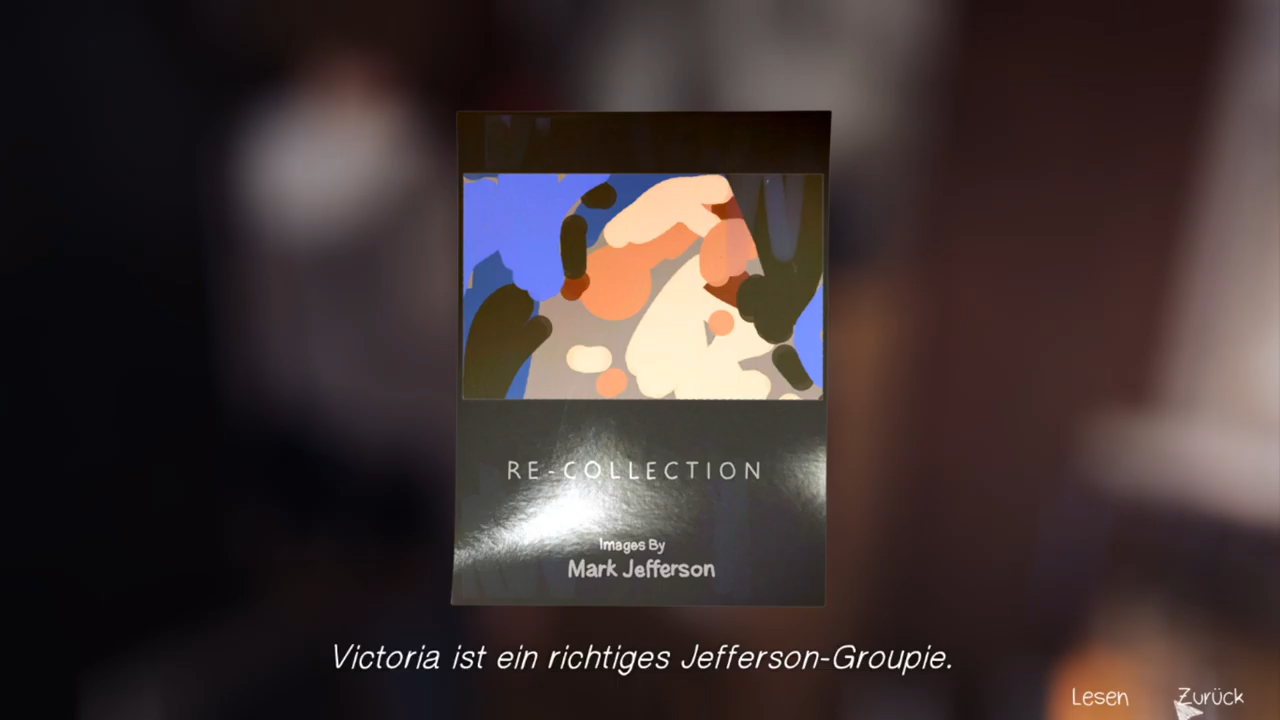 RE-COLLECTION
Images By
Mark Jefferson
Victoria ist ein richtiges Jefferson-Groupie.
Lesen Zurück